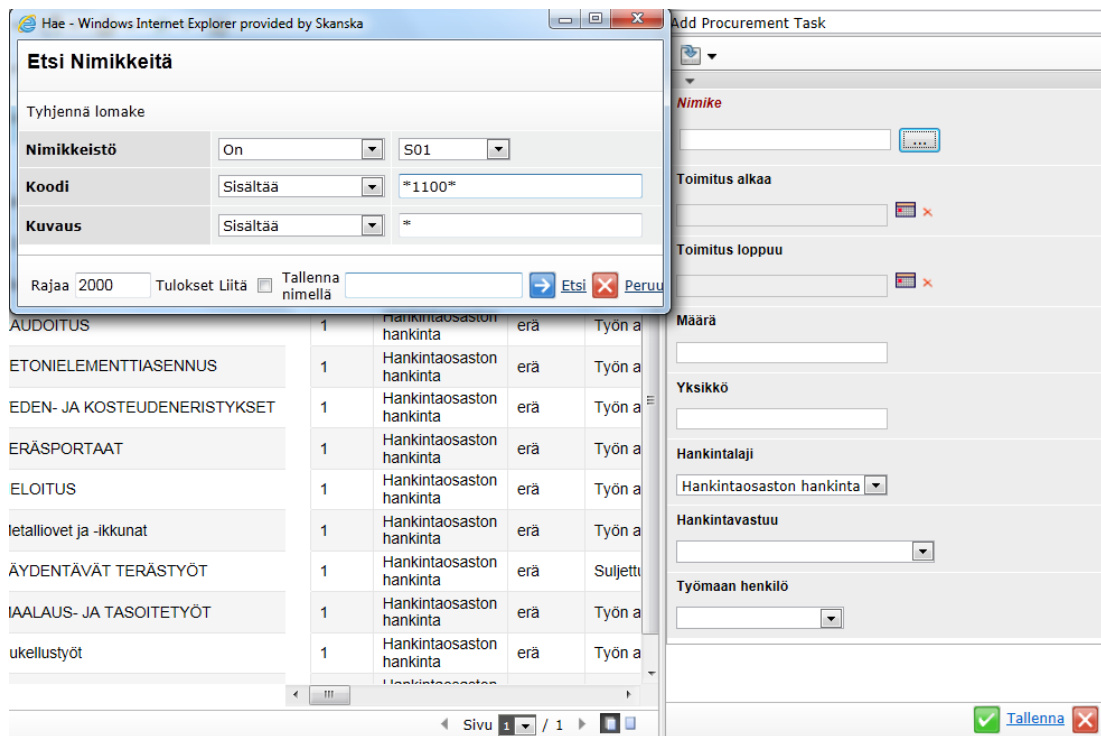 Hae - Windows Internet Explorer provided by Skanska
Etsi Nimikkeitä
Tyhjennä lomake
Nimikkeistö On S01
Koodi Sisältää *1100*
Kuvaus Sisältää *
Rajaa 2000 Tulokset Liitä Tallenna nimellä Etsi Peruu
AUDOITUS 1 Hankintaosaston hankinta erä Työn a
ETONIELEMENTTIASENNUS 1 Hankintaosaston hankinta erä Työn a
EDEN- JA KOSTEUDENERISTYKSET 1 Hankintaosaston hankinta erä Työn a
ERÄSPORTAAT 1 Hankintaosaston hankinta erä Työn a
ELOITUS 1 Hankintaosaston hankinta erä Työn a
letalliovet ja -ikkunat 1 Hankintaosaston hankinta erä Työn a
ÄYDENTÄVÄT TERÄSTYÖT 1 Hankintaosaston hankinta erä Suljettu
IAALAUS- JA TASOITETYÖT 1 Hankintaosaston hankinta erä Työn a
ukellustyöt 1 Hankintaosaston hankinta erä Työn a
Sivu 1 / 1
Add Procurement Task
Nimike
...
Toimitus alkaa
Toimitus loppuu
Määrä
Yksikkö
Hankintalaji
Hankintaosaston hankinta
Hankintavastuu
Työmaan henkilö
Tallenna